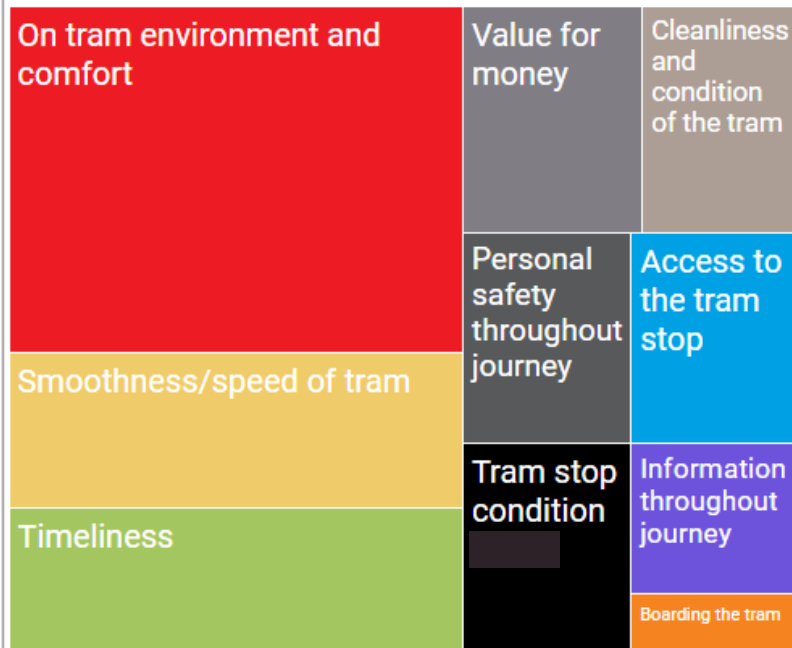 On tram environment and
comfort
Value for
money
Cleanliness
and
condition
of the tram
Smoothness/speed of tram
Personal
safety
throughout
journey
Access to
the tram
stop
Timeliness
Tram stop
condition
Information
throughout
journey
Boarding the tram